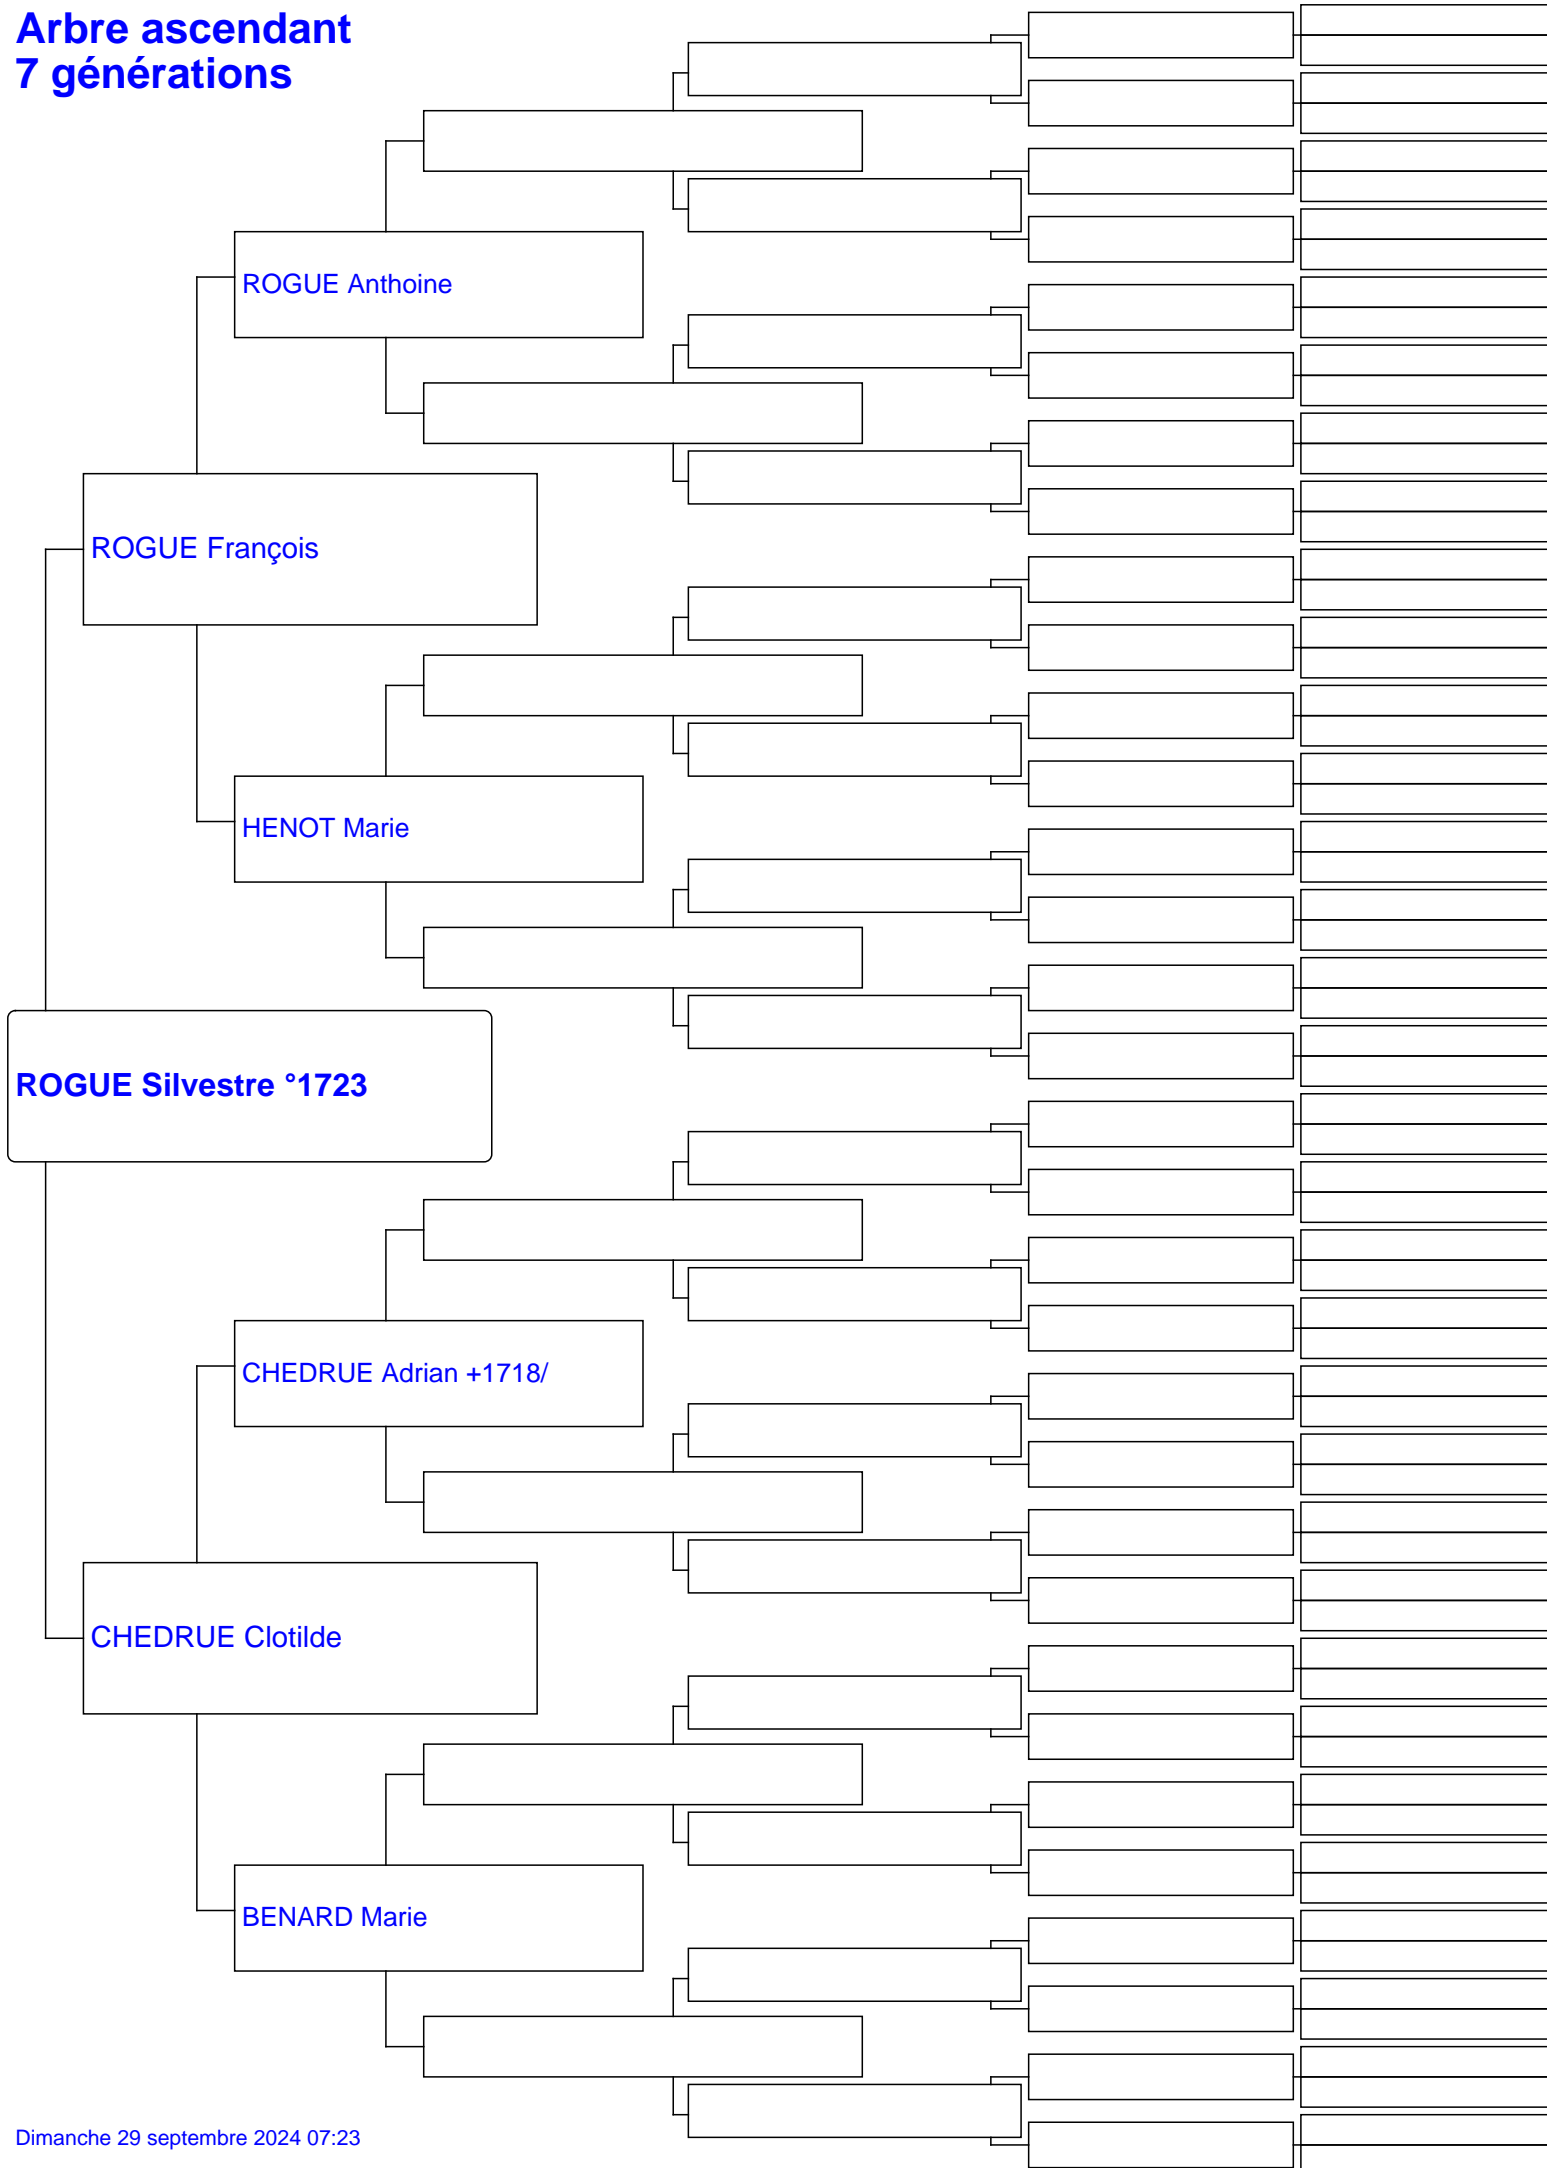 Arbre ascendant
7 générations
ROGUE Anthoine
ROGUE François
HENOT Marie
ROGUE Silvestre °1723
CHEDRUE Adrian +1718/
CHEDRUE Clotilde
BENARD Marie
Dimanche 29 septembre 2024 07:23